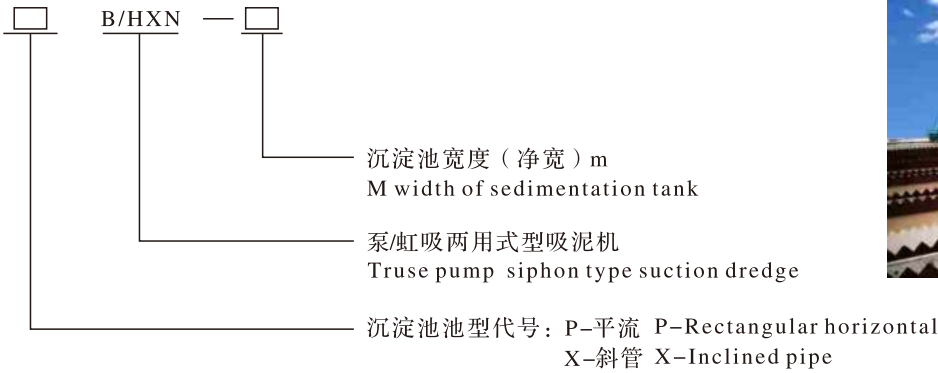 B/HXN —
沉淀池宽度（净宽）m
M width of sedimentation tank
泵/虹吸两用式型吸泥机
Truse pump siphon type suction dredge
沉淀池池型代号：P-平流 P-Rectangular horizontal
X-斜管 X-Inclined pipe